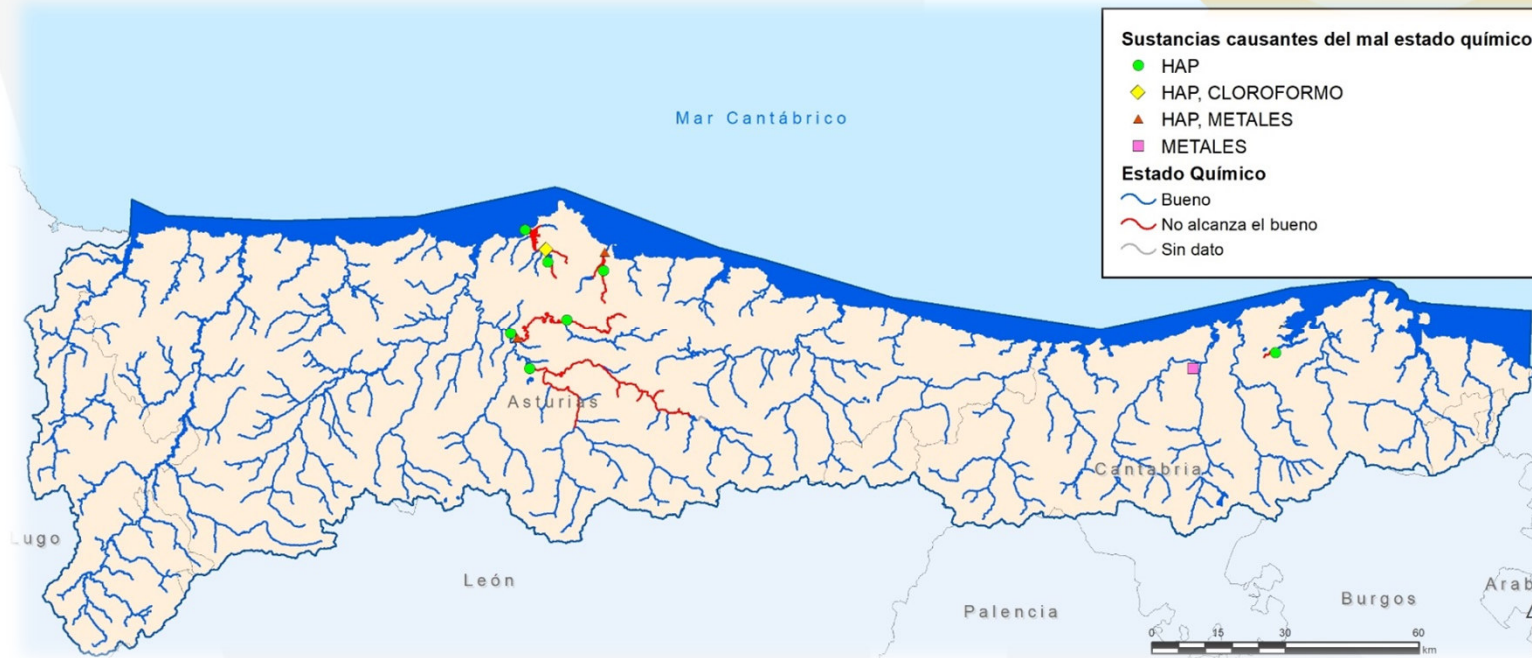 Sustancias causantes del mal estado químico
HAP
HAP, CLOROFORMO
HAP, METALES
METALES
Estado Químico
Bueno
No alcanza el bueno
Sin dato
Mar Cantábrico
Asturias
Cantabria
Lugo
León
Palencia
Burgos
Arab
0 15 30 60
km